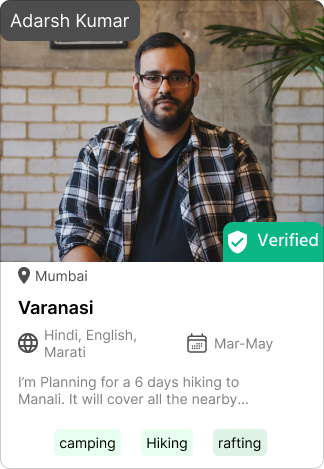 Adarsh Kumar
Verified
Mumbai
Varanasi
Hindi, English,
Marati
Mar-May
I'm Planning for a 6 days hiking to
Manali. It will cover all the nearby...
camping
Hiking
rafting